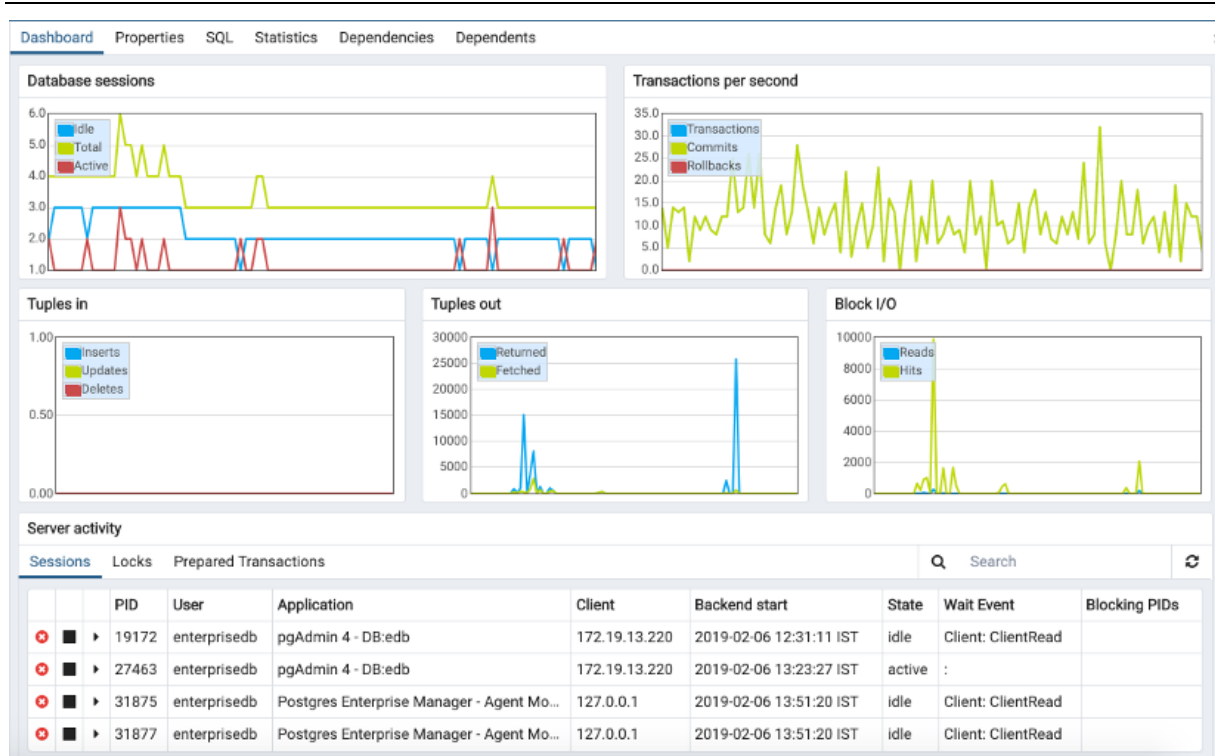 Dashboard Properties SQL Statistics Dependencies Dependents
Database sessions
6.0
5.0
4.0
3.0
2.0
1.0
Idle
Total
Active
Transactions per second
35.0
30.0
25.0
20.0
15.0
10.0
5.0
0.0
Transactions
Commits
Rollbacks
Tuples in
1.00
0.50
0.00
Inserts
Updates
Deletes
Tuples out
30000
25000
20000
15000
10000
5000
0
Returned
Fetched
Block I/O
10000
8000
6000
4000
2000
0
Reads
Hits
Server activity
Sessions Locks Prepared Transactions Search
PID User Application Client Backend start State Wait Event Blocking PIDs
19172 enterprisedb pgAdmin 4 - DB:edb 172.19.13.220 2019-02-06 12:31:11 IST idle Client: ClientRead
27463 enterprisedb pgAdmin 4 - DB:edb 172.19.13.220 2019-02-06 13:23:27 IST active :
31875 enterprisedb Postgres Enterprise Manager - Agent Mo... 127.0.0.1 2019-02-06 13:51:20 IST idle Client: ClientRead
31877 enterprisedb Postgres Enterprise Manager - Agent Mo... 127.0.0.1 2019-02-06 13:51:20 IST idle Client: ClientRead